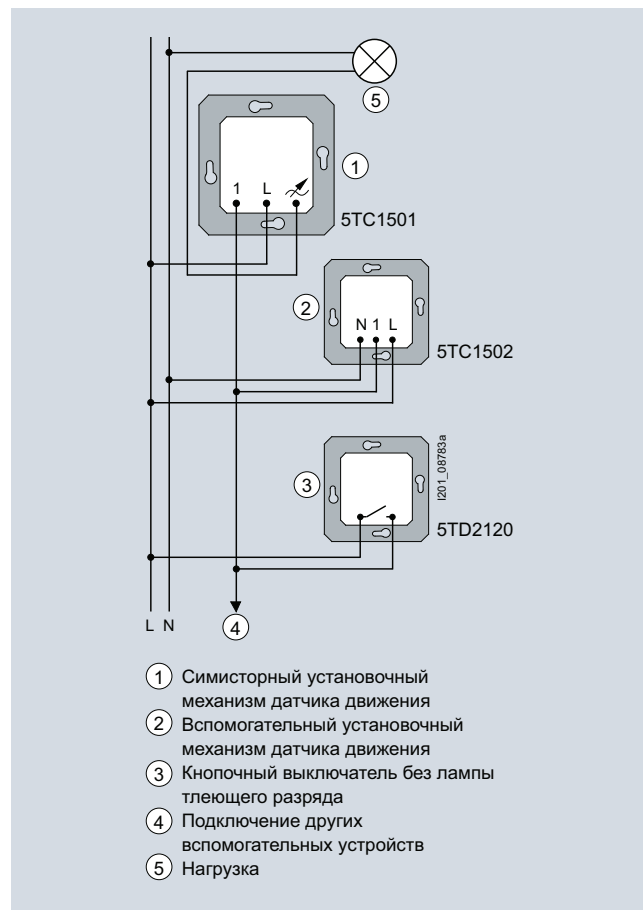 5
1
1 L
5TC1501
2
N 1 L
5TC1502
I201_08783a
3
5TD2120
L N
4
1 Симисторный установочный
механизм датчика движения
2 Вспомогательный установочный
механизм датчика движения
3 Кнопочный выключатель без лампы
тлеющего разряда
4 Подключение других
вспомогательных устройств
5 Нагрузка